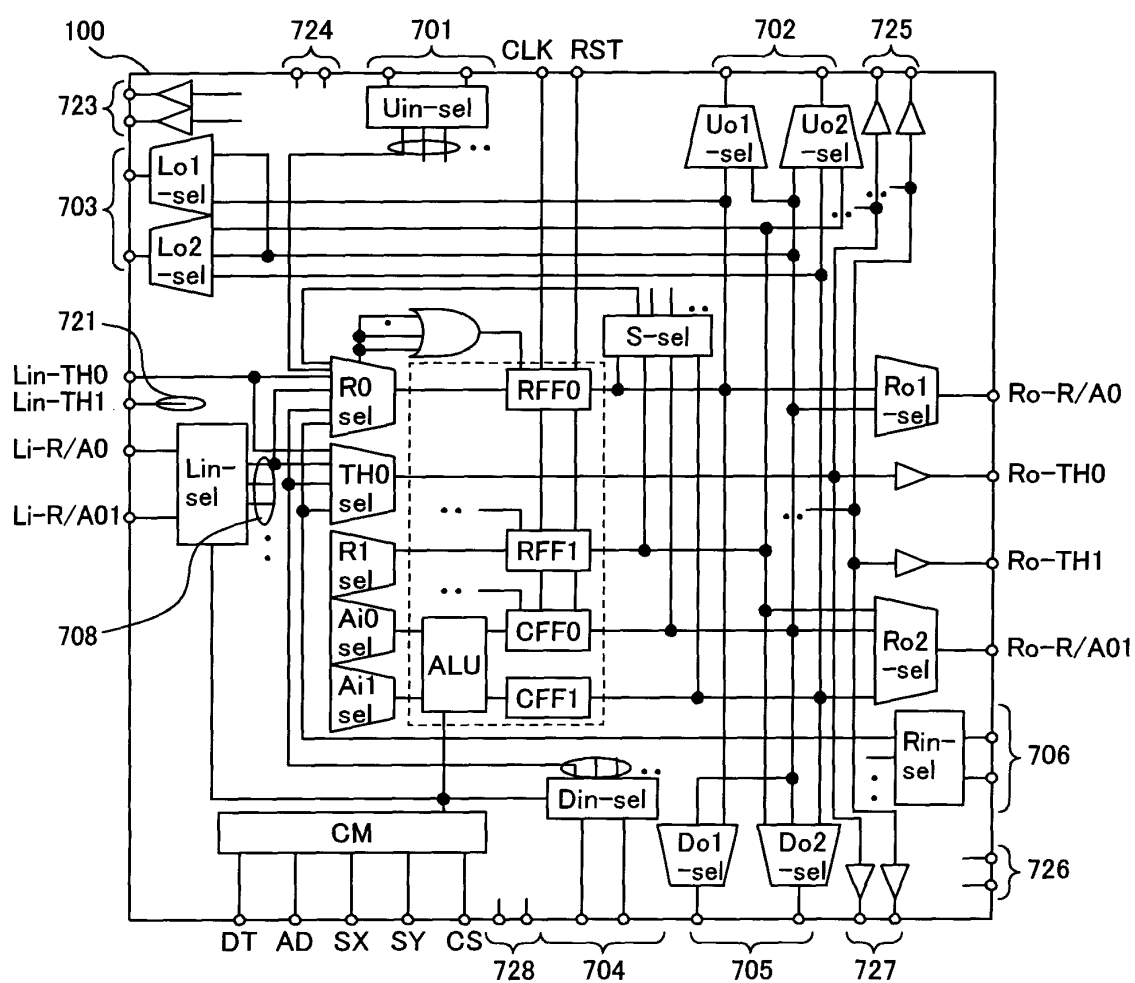 100
724
701
CLK RST
702
725
723
Uin-sel
Uo1
-sel
Uo2
-sel
703
Lo1
-sel
Lo2
-sel
721
S-sel
Lin-TH0
Lin-TH1
R0
sel
RFF0
Ro1
-sel
Ro-R/A0
Li-R/A0
Lin-
sel
TH0
sel
Ro-TH0
Li-R/A01
R1
sel
RFF1
Ro-TH1
708
Ai0
sel
ALU
CFF0
Ro2
-sel
Ro-R/A01
Ai1
sel
CFF1
Rin-
sel
706
Din-sel
CM
Do1
-sel
Do2
-sel
726
DT AD SX SY CS
728
704
705
727